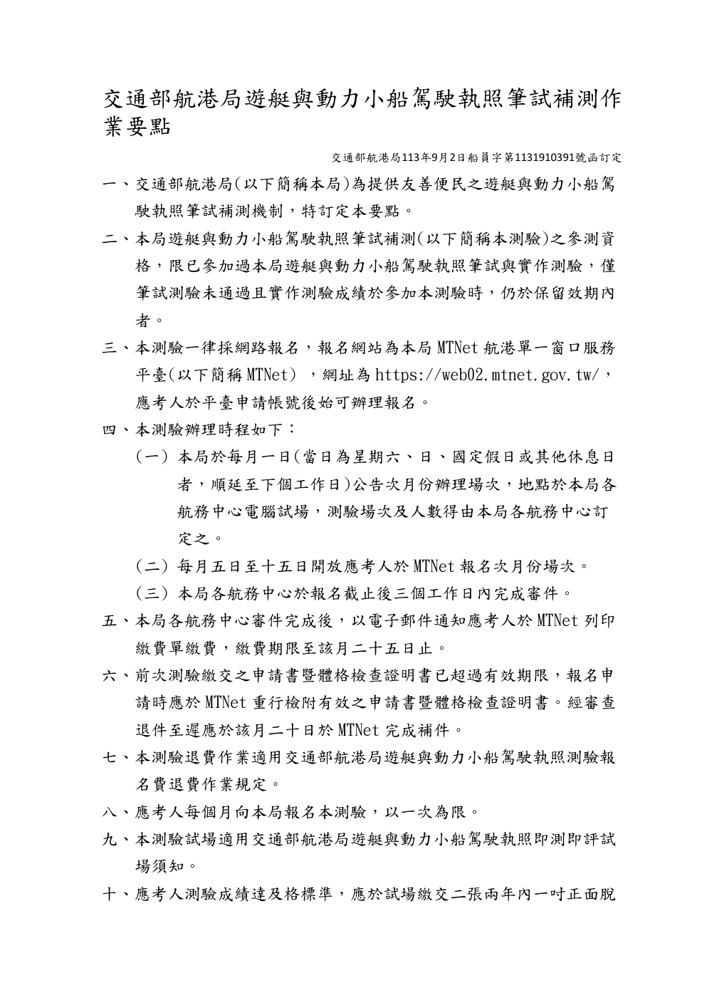 交通部航港局遊艇與動力小船駕駛執照筆試補測作
業要點
交通部航港局113年9月2日船員字第1131910391號函訂定
一、交通部航港局(以下簡稱本局)為提供友善便民之遊艇與動力小船駕
駛執照筆試補測機制，特訂定本要點。
二、本局遊艇與動力小船駕駛執照筆試補測(以下簡稱本測驗)之參測資
格，限已參加過本局遊艇與動力小船駕駛執照筆試與實作測驗，僅
筆試測驗未通過且實作測驗成績於參加本測驗時，仍於保留效期內
者。
三、本測驗一律採網路報名，報名網站為本局 MTNet 航港單一窗口服務
平臺(以下簡稱 MTNet) ，網址為 https://web02.mtnet.gov.tw/，
應考人於平臺申請帳號後始可辦理報名。
四、本測驗辦理時程如下：
(一) 本局於每月一日(當日為星期六、日、國定假日或其他休息日
者，順延至下個工作日)公告次月份辦理場次，地點於本局各
航務中心電腦試場，測驗場次及人數得由本局各航務中心訂
定之。
(二) 每月五日至十五日開放應考人於 MTNet 報名次月份場次。
(三) 本局各航務中心於報名截止後三個工作日內完成審件。
五、本局各航務中心審件完成後，以電子郵件通知應考人於 MTNet 列印
繳費單繳費，繳費期限至該月二十五日止。
六、前次測驗繳交之申請書暨體格檢查證明書已超過有效期限，報名申
請時應於 MTNet 重行檢附有效之申請書暨體格檢查證明書。經審查
退件至遲應於該月二十日於 MTNet 完成補件。
七、本測驗退費作業適用交通部航港局遊艇與動力小船駕駛執照測驗報
名費退費作業規定。
八、應考人每個月向本局報名本測驗，以一次為限。
九、本測驗試場適用交通部航港局遊艇與動力小船駕駛執照即測即評試
場須知。
十、應考人測驗成績達及格標準，應於試場繳交二張兩年內一吋正面脫